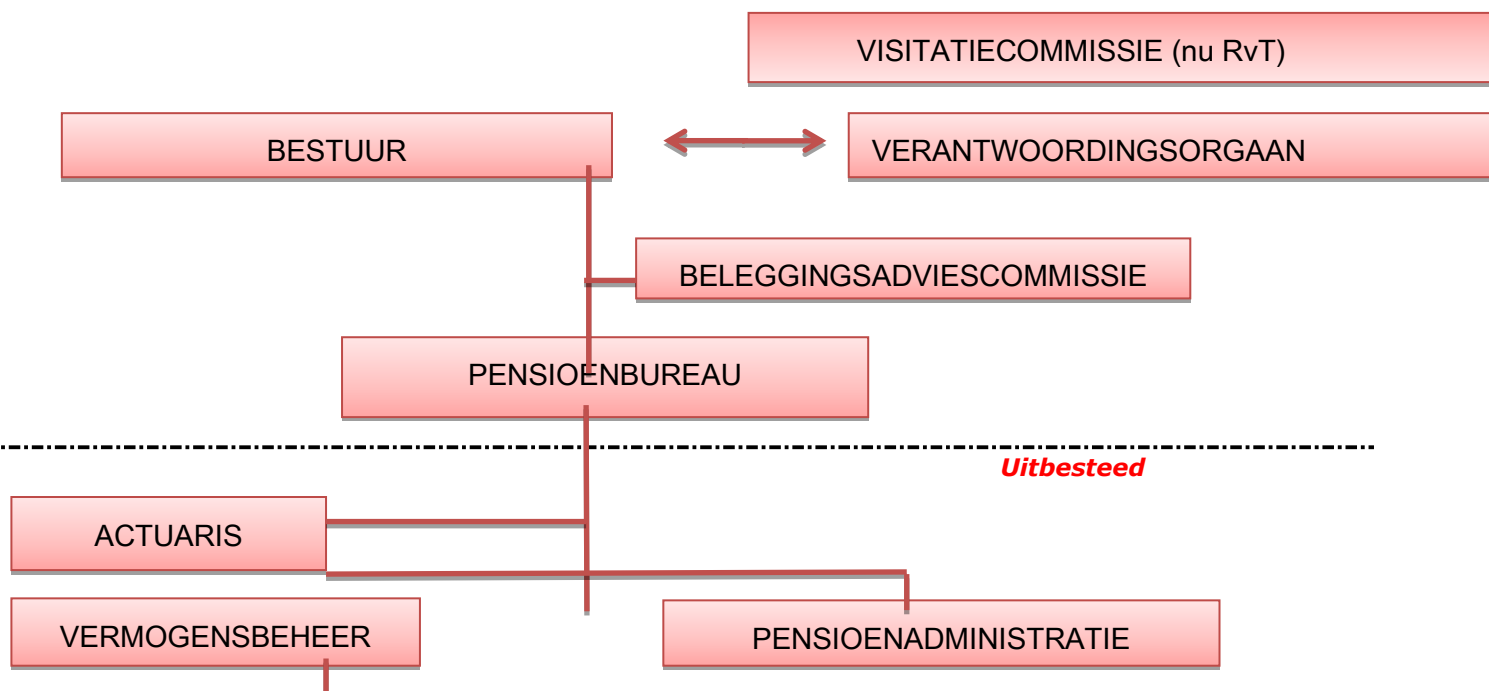 VISITATIECOMMISSIE (nu RvT)
BESTUUR
VERANTWOORDINGSORGAAN
BELEGGINGSADVIESCOMMISSIE
PENSIOENBUREAU
Uitbesteed
ACTUARIS
VERMOGENSBEHEER
PENSIOENADMINISTRATIE